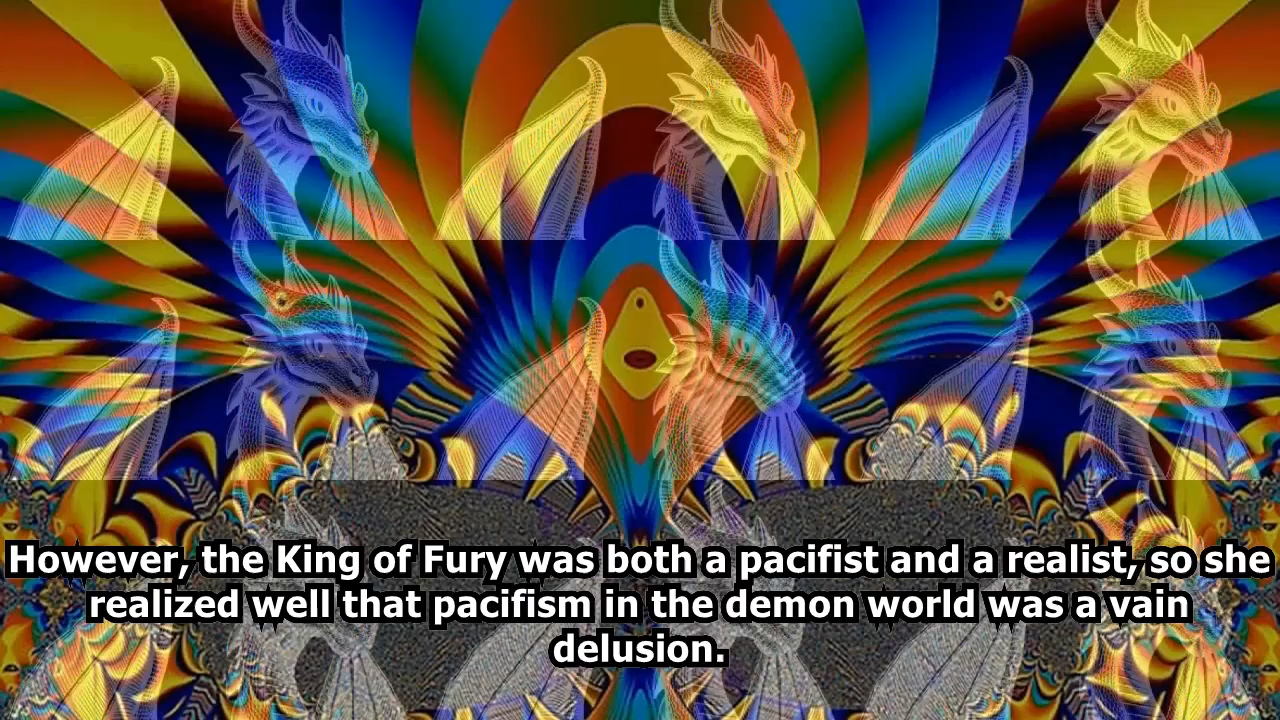 However, the King of Fury was both a pacifist and a realist, so she
realized well that pacifism in the demon world was a vain
delusion.